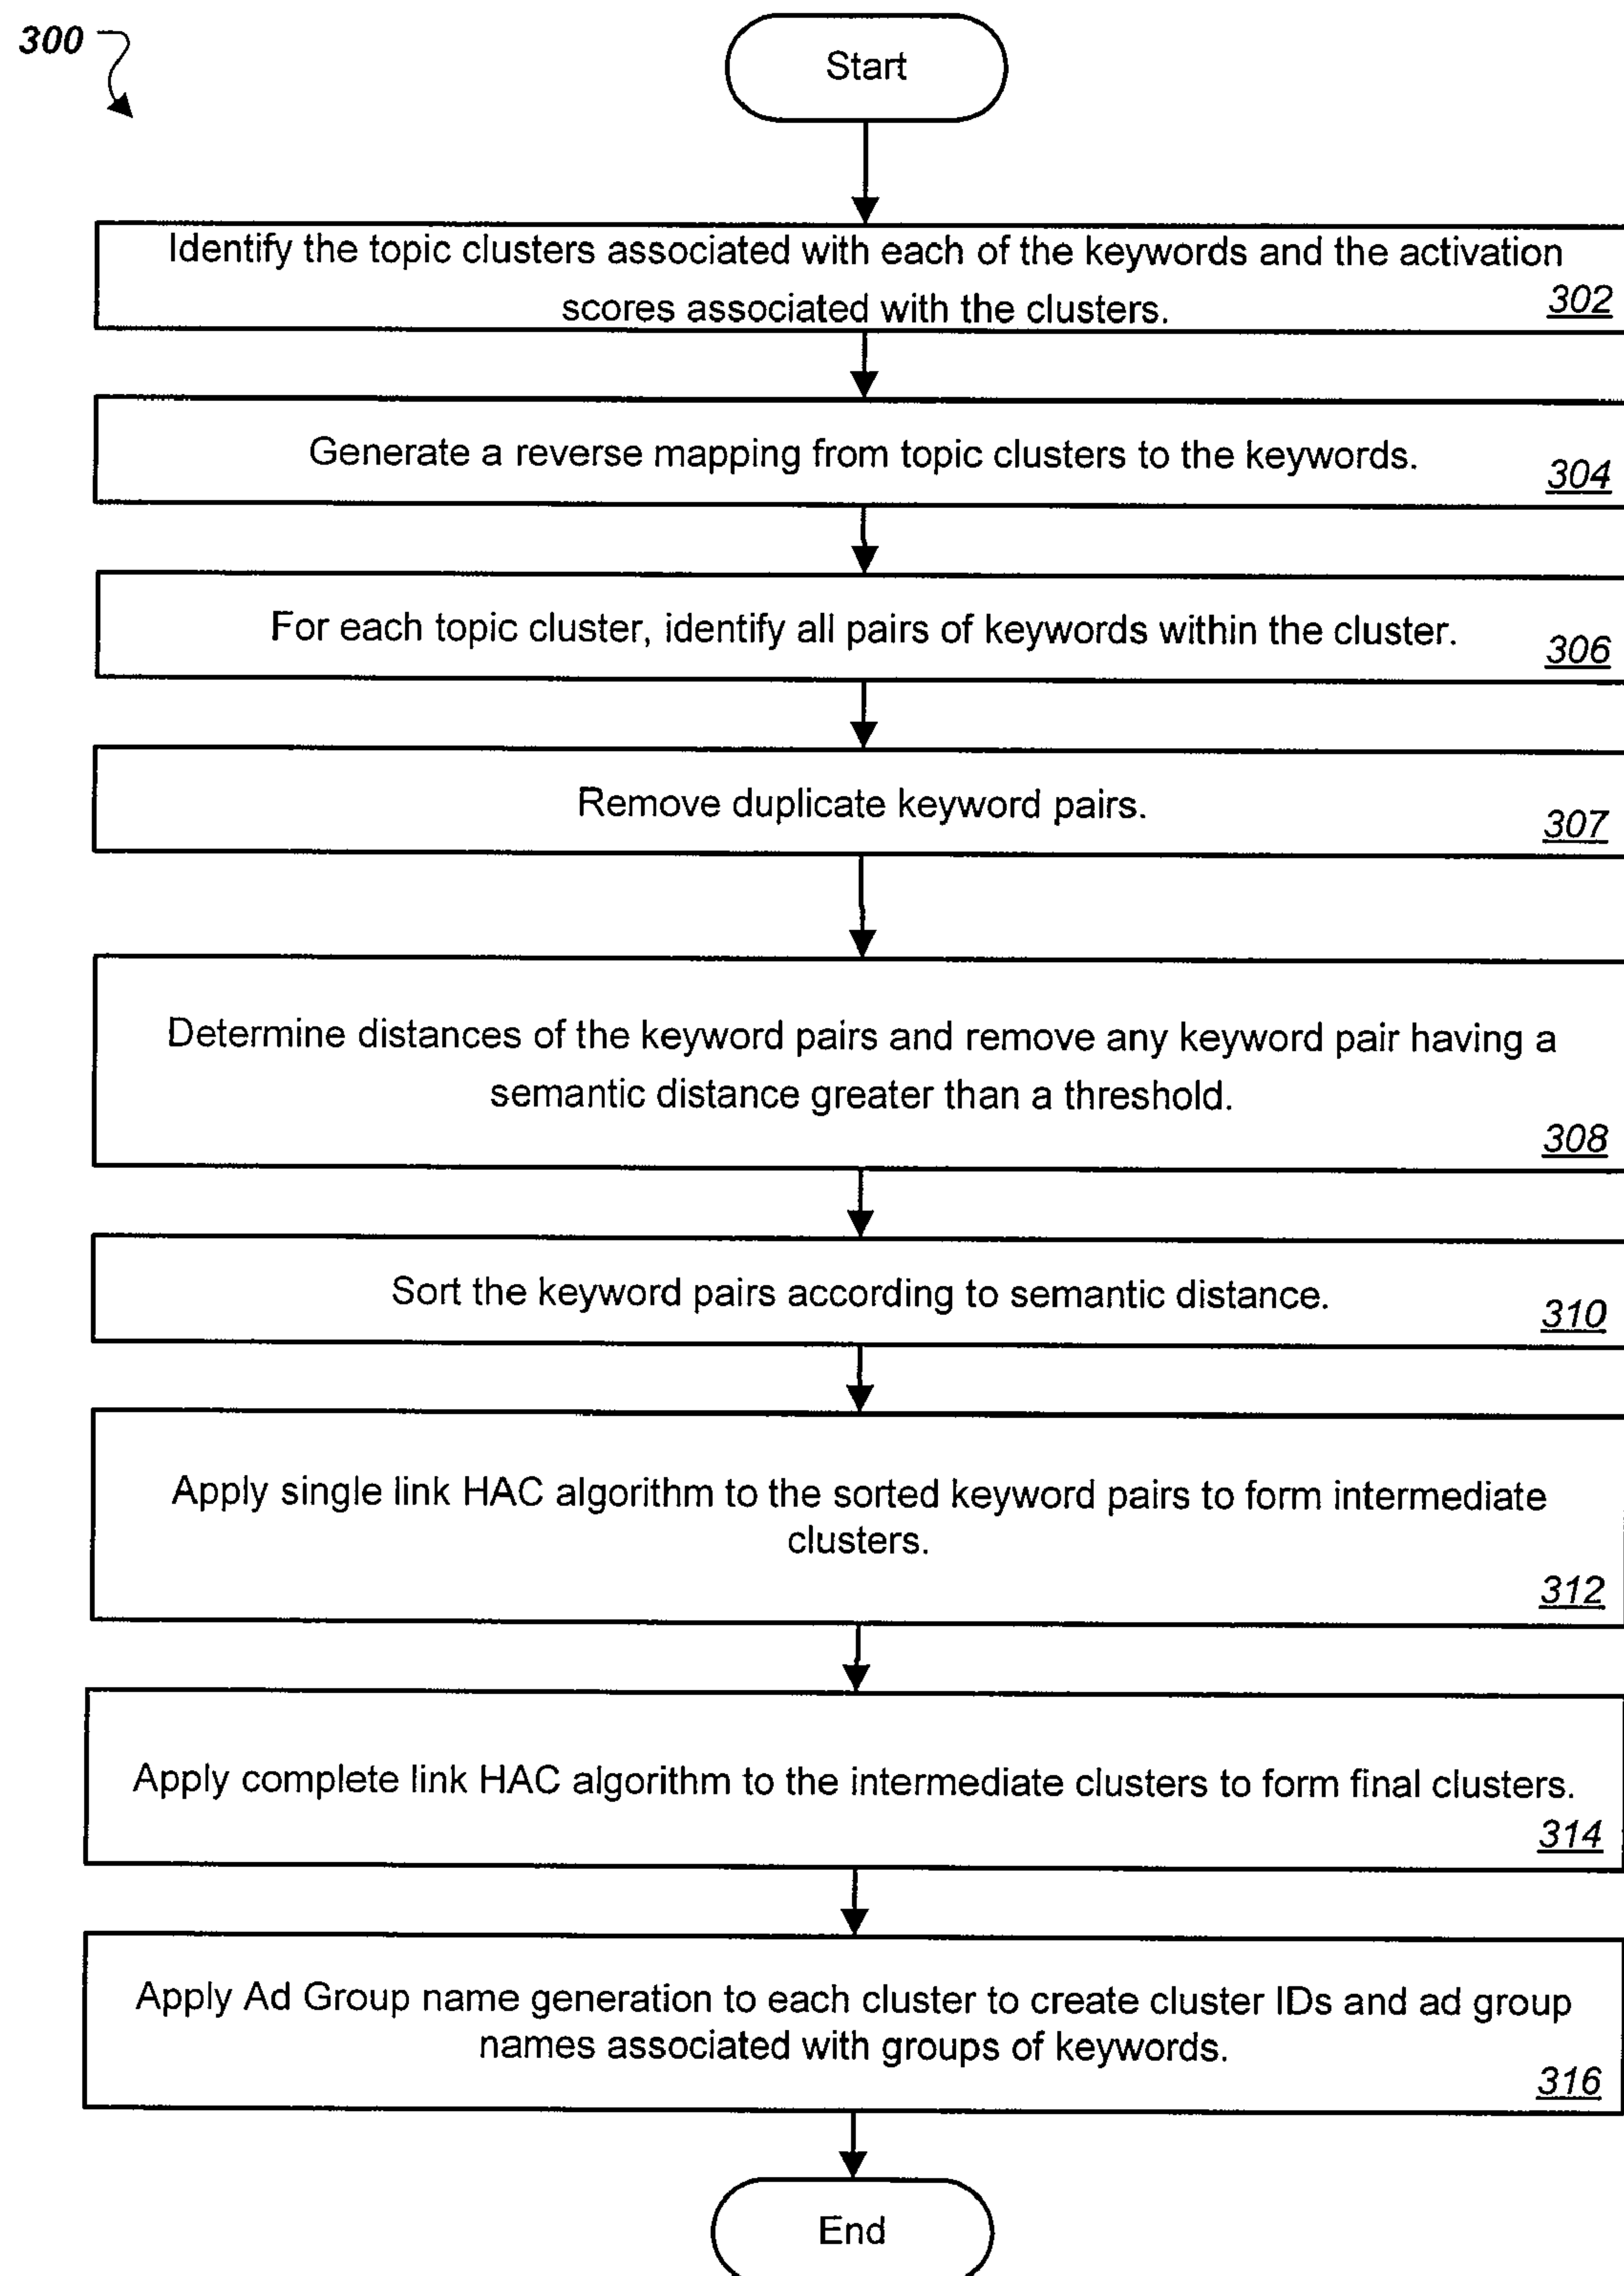 300
Start
Identify the topic clusters associated with each of the keywords and the activation
scores associated with the clusters.
302
Generate a reverse mapping from topic clusters to the keywords.
304
For each topic cluster, identify all pairs of keywords within the cluster.
306
Remove duplicate keyword pairs.
307
Determine distances of the keyword pairs and remove any keyword pair having a
semantic distance greater than a threshold.
308
Sort the keyword pairs according to semantic distance.
310
Apply single link HAC algorithm to the sorted keyword pairs to form intermediate
clusters.
312
Apply complete link HAC algorithm to the intermediate clusters to form final clusters.
314
Apply Ad Group name generation to each cluster to create cluster IDs and ad group
names associated with groups of keywords.
316
End